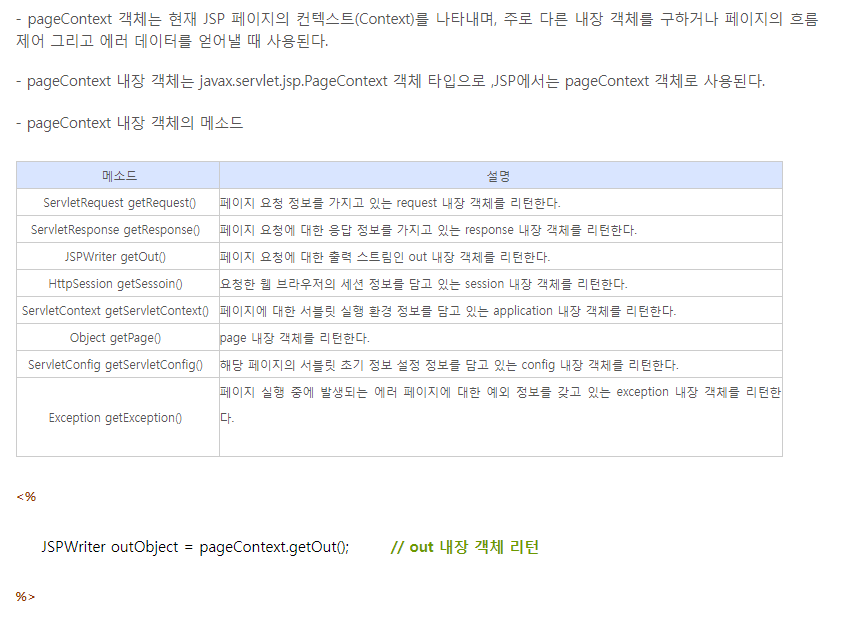 - pageContext 객체는 현재 JSP 페이지의 컨텍스트(Context)를 나타내며, 주로 다른 내장 객체를 구하거나 페이지의 흐름
제어 그리고 에러 데이터를 얻어낼 때 사용된다.
- pageContext 내장 객체는 javax.servlet.jsp.PageContext 객체 타입으로 ,JSP에서는 pageContext 객체로 사용된다.
- pageContext 내장 객체의 메소드
메소드 설명
ServletRequest getRequest() 페이지 요청 정보를 가지고 있는 request 내장 객체를 리턴한다.
ServletResponse getResponse() 페이지 요청에 대한 응답 정보를 가지고 있는 response 내장 객체를 리턴한다.
JSPWriter getOut() 페이지 요청에 대한 출력 스트림인 out 내장 객체를 리턴한다.
HttpSession getSessoin() 요청한 웹 브라우저의 세션 정보를 담고 있는 session 내장 객체를 리턴한다.
ServletContext getServletContext() 페이지에 대한 서블릿 실행 환경 정보를 담고 있는 application 내장 객체를 리턴한다.
Object getPage() page 내장 객체를 리턴한다.
ServletConfig getServletConfig() 해당 페이지의 서블릿 초기 정보 설정 정보를 담고 있는 config 내장 객체를 리턴한다.
Exception getException() 페이지 실행 중에 발생되는 에러 페이지에 대한 예외 정보를 갖고 있는 exception 내장 객체를 리턴한
다.
<%
JSPWriter outObject = pageContext.getOut(); // out 내장 객체 리턴
%>